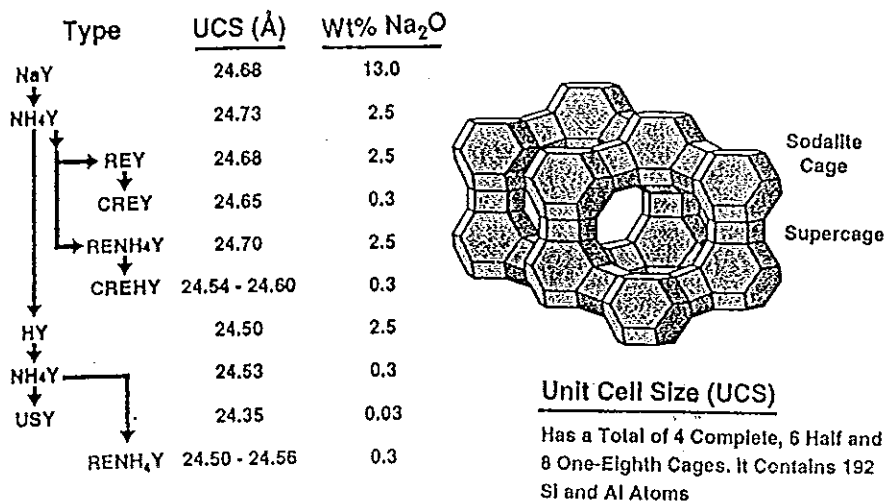 Type UCS (Å) Wt% Na₂O
NaY 24.68 13.0
NH₄Y 24.73 2.5
REY 24.68 2.5
CREY 24.65 0.3
RENH₄Y 24.70 2.5
CREHY 24.54 - 24.60 0.3
HY 24.50 2.5
NH₄Y 24.53 0.3
USY 24.35 0.03
RENH₄Y 24.50 - 24.56 0.3
Sodalite
Cage
Supercage
Unit Cell Size (UCS)
Has a Total of 4 Complete, 6 Half and
8 One-Eighth Cages. It Contains 192
Si and Al Atoms